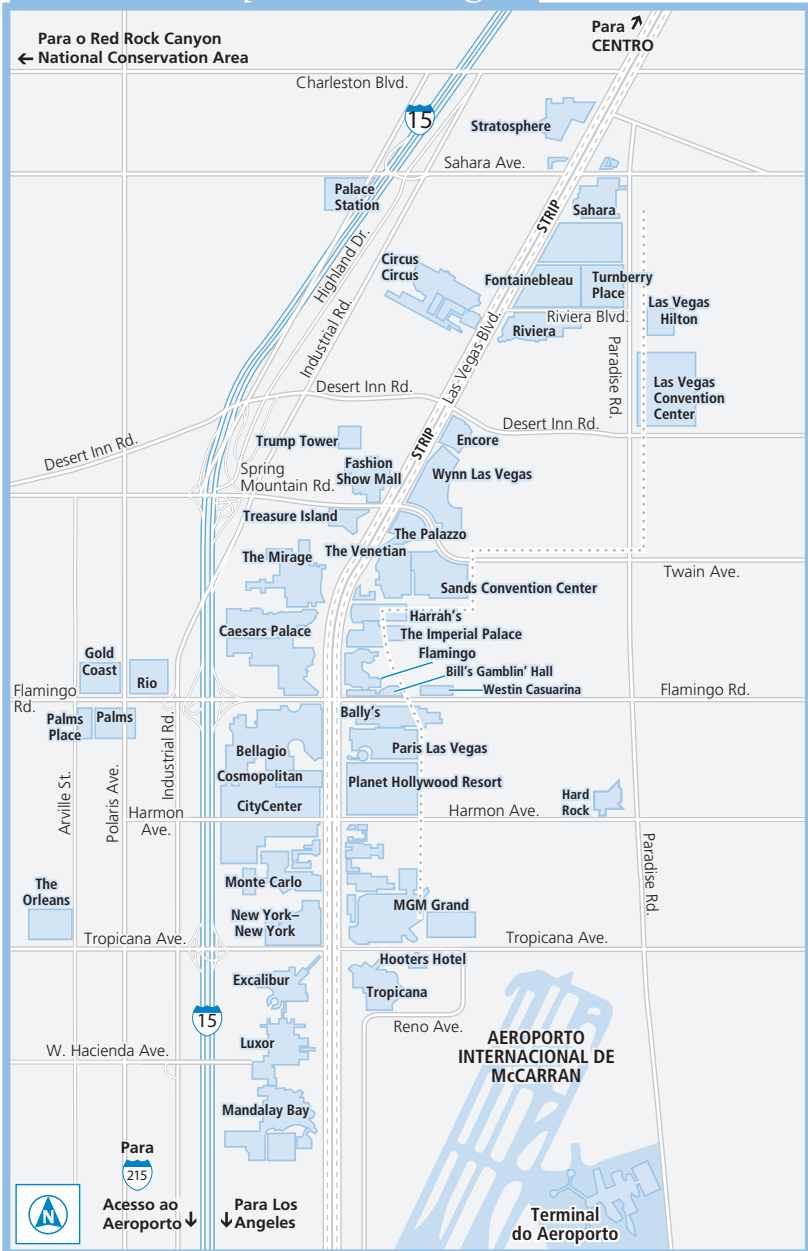 Para o Red Rock Canyon
← National Conservation Area
Para ↗
CENTRO
Charleston Blvd.
15
Stratosphere
Sahara Ave.
Palace
Station
STRIP
Sahara
Highland Dr.
Circus
Circus
Fontainebleau
Turnberry
Place
Las Vegas
Hilton
Riviera Blvd.
Riviera
Industrial Rd.
Las Vegas Blvd.
Paradise Rd.
Desert Inn Rd.
Las Vegas
Convention
Center
Desert Inn Rd.
Desert Inn Rd.
Trump Tower
STRIP
Encore
Fashion
Show Mall
Wynn Las Vegas
Spring
Mountain Rd.
Treasure Island
The Palazzo
The Mirage
The Venetian
Twain Ave.
Sands Convention Center
Harrah's
Caesars Palace
The Imperial Palace
Gold
Coast
Flamingo
Rio
Bill's Gamblin' Hall
Westin Casuarina
Flamingo
Rd.
Flamingo Rd.
Palms
Place
Palms
Bally's
Industrial Rd.
Bellagio
Paris Las Vegas
Cosmopolitan
Planet Hollywood Resort
Arville St.
Polaris Ave.
CityCenter
Hard
Rock
Harmon
Ave.
Harmon Ave.
Paradise Rd.
Monte Carlo
The
Orleans
MGM Grand
New York–
New York
Tropicana Ave.
Tropicana Ave.
Hooters Hotel
Excalibur
Tropicana
15
Reno Ave.
Luxor
W. Hacienda Ave.
AEROPORTO
INTERNACIONAL DE
McCARRAN
Mandalay Bay
Para
215
Acesso ao
Aeroporto ↓
Para Los
↓ Angeles
N
Terminal
do Aeroporto